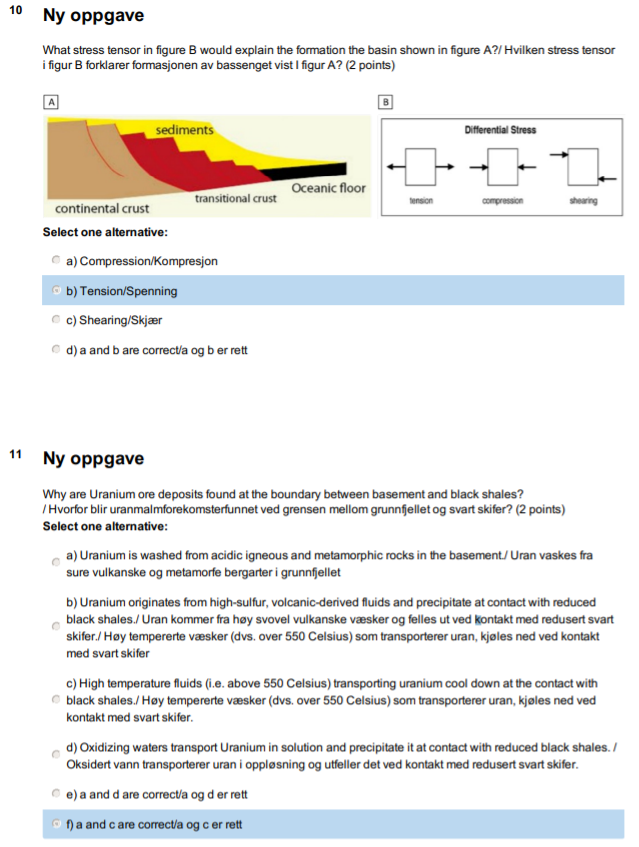 10
Ny oppgave
What stress tensor in figure B would explain the formation the basin shown in figure A?/ Hvilken stress tensor
i figur B forklarer formasjonen av bassenget vist I figur A? (2 points)
A
B
sediments
Oceanic floor
transitional crust
continental crust
Differential Stress
tension
compression
shearing
Select one alternative:
a) Compression/Kompresjon
b) Tension/Spenning
c) Shearing/Skjær
d) a and b are correct/a og b er rett
11
Ny oppgave
Why are Uranium ore deposits found at the boundary between basement and black shales?
/ Hvorfor blir uranmalmforekomsterfunnet ved grensen mellom grunnfjellet og svart skifer? (2 points)
Select one alternative:
a) Uranium is washed from acidic igneous and metamorphic rocks in the basement./ Uran vaskes fra
sure vulkanske og metamorfe bergarter i grunnfjellet
b) Uranium originates from high-sulfur, volcanic-derived fluids and precipitate at contact with reduced
black shales./ Uran kommer fra høy svovel vulkanske væsker og felles ut ved kontakt med redusert svart
skifer./ Høy tempererte væsker (dvs. over 550 Celsius) som transporterer uran, kjøles ned ved kontakt
med svart skifer
c) High temperature fluids (i.e. above 550 Celsius) transporting uranium cool down at the contact with
black shales./ Høy tempererte væsker (dvs. over 550 Celsius) som transporterer uran, kjøles ned ved
kontakt med svart skifer.
d) Oxidizing waters transport Uranium in solution and precipitate it at contact with reduced black shales. /
Oksidert vann transporterer uran i oppløsning og utfeller det ved kontakt med redusert svart skifer.
e) a and d are correct/a og d er rett
f) a and c are correct/a og c er rett